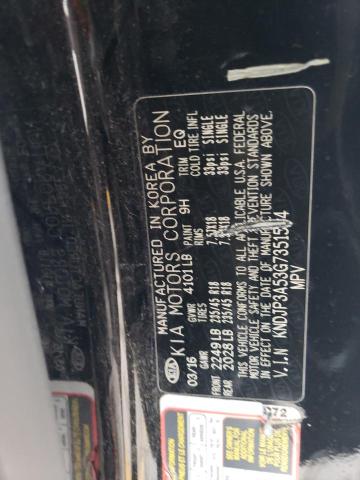 MANUFACTURED IN KOREA BY
KIA KIA MOTORS CORPORATION
03/16 GVWR 4101LB PAINT 9H TRIM EQ
GAWR RIMS COLD TIRE INFL
FRONT 2249LB 235/45 R18 7.5JX18 33psi SINGLE
REAR 2028LB 235/45 R18 33psi SINGLE
THIS VEHICLE CONFORMS TO ALL APPLICABLE U.S.A. FEDERAL
MOTOR VEHICLE SAFETY AND THEFT PREVENTION STANDARDS
IN EFFECT ON THE DATE OF MANUFACTURE SHOWN ABOVE.
V.I.N
MPV